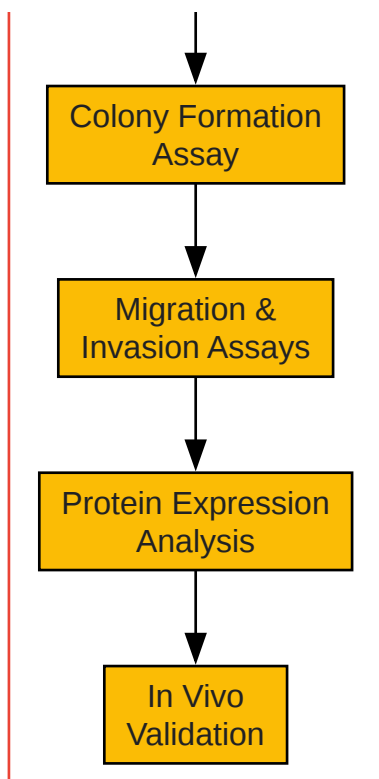 Colony Formation
Assay
Migration &
Invasion Assays
Protein Expression
Analysis
In Vivo
Validation